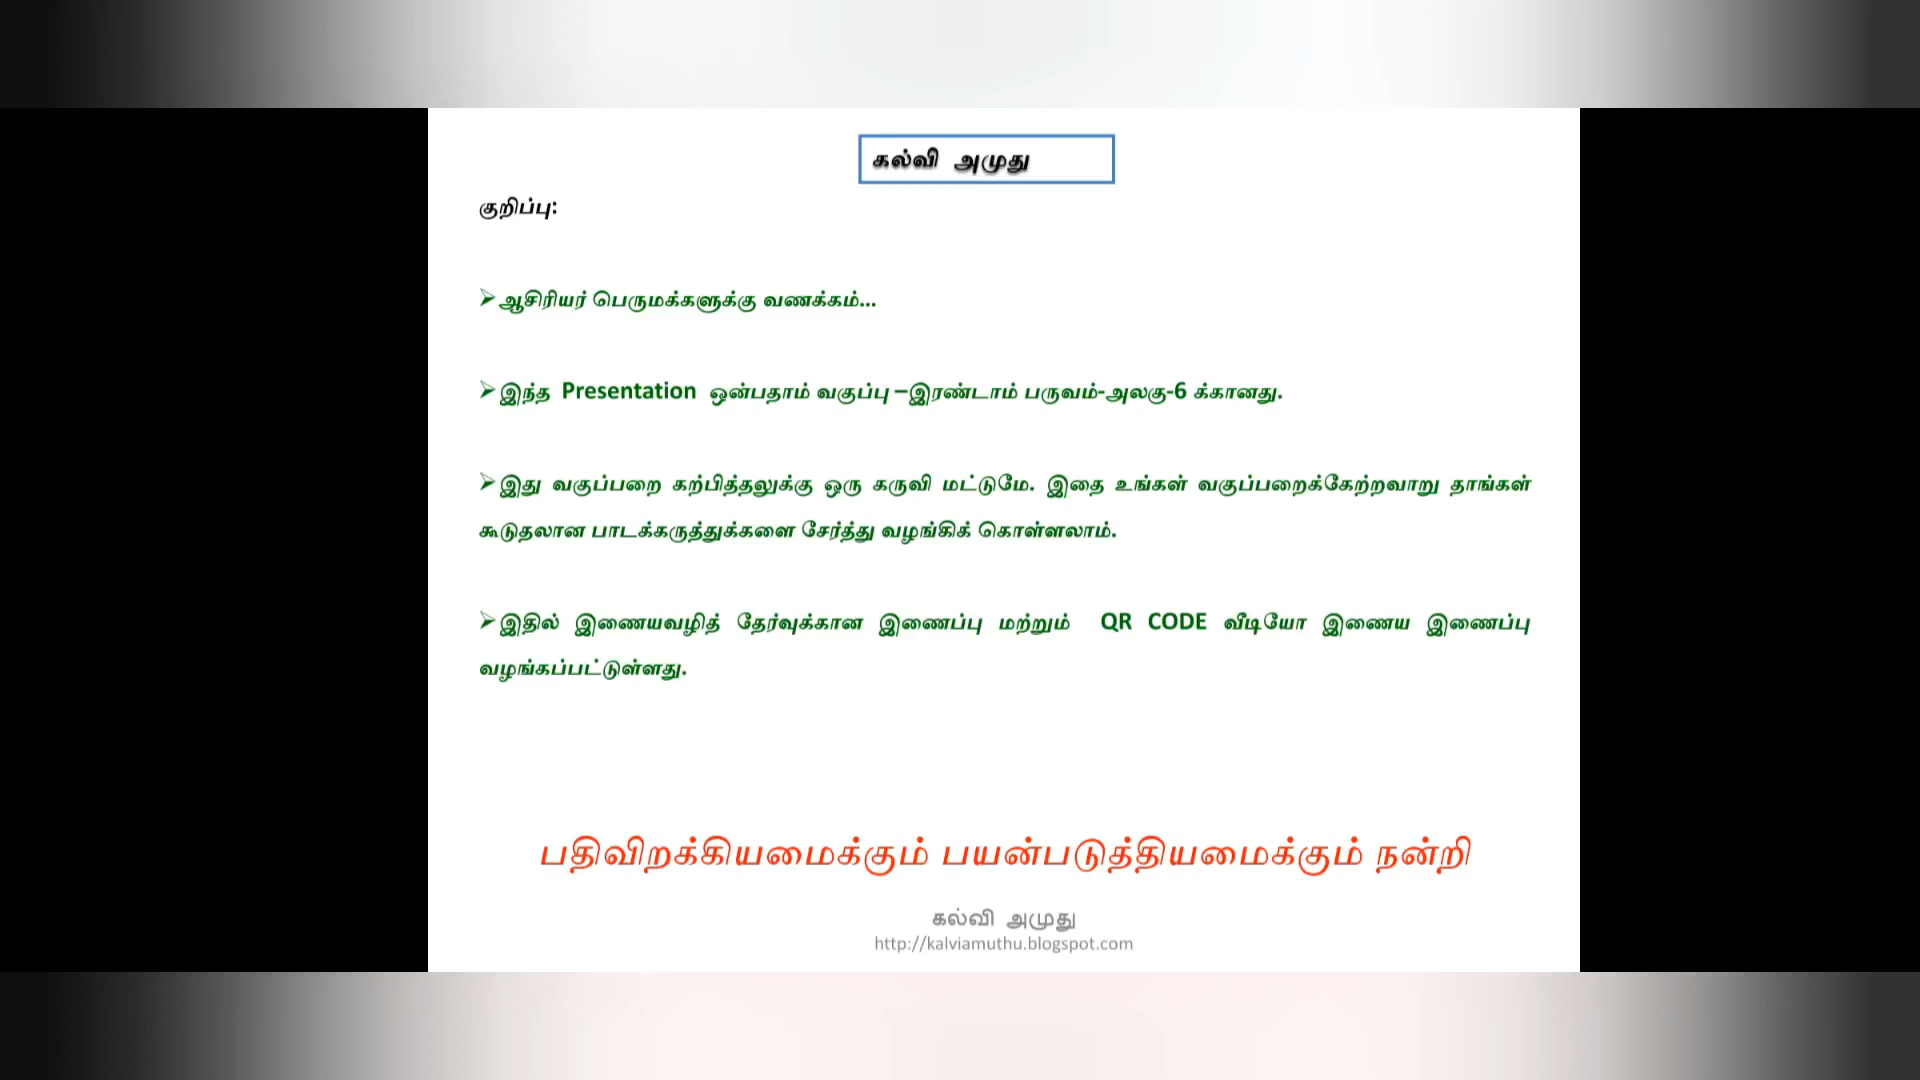 கல்வி அமுது
குறிப்பு:
➢ஆசிரியர் பெருமக்களுக்கு வணக்கம்...
➢இந்த Presentation ஒன்பதாம் வகுப்பு –இரண்டாம் பருவம்-அலகு-6 க்கானது.
➢இது வகுப்பறை கற்பித்தலுக்கு ஒரு கருவி மட்டுமே. இதை உங்கள் வகுப்பறைக்கேற்றவாறு தாங்கள்
கூடுதலான பாடக்கருத்துக்களை சேர்த்து வழங்கிக் கொள்ளலாம்.
➢இதில் இணையவழித் தேர்வுக்கான இணைப்பு மற்றும் QR CODE வீடியோ இணைய இணைப்பு
வழங்கப்பட்டுள்ளது.
பதிவிறக்கியமைக்கும் பயன்படுத்தியமைக்கும் நன்றி
கல்வி அமுது
http://kalviamuthu.blogspot.com